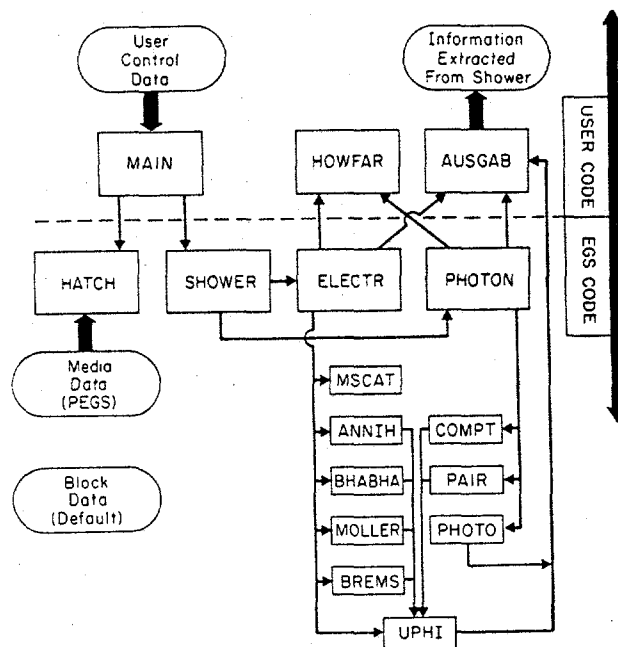 User
Control
Data
Information
Extracted
From Shower
MAIN
HOWFAR
AUSGAB
USER CODE
HATCH
SHOWER
ELECTR
PHOTON
EGS CODE
Media
Data
(PEGS)
MSCAT
ANNIH
COMPT
Block
Data
(Default)
BHABHA
PAIR
MOLLER
PHOTO
BREMS
UPHI